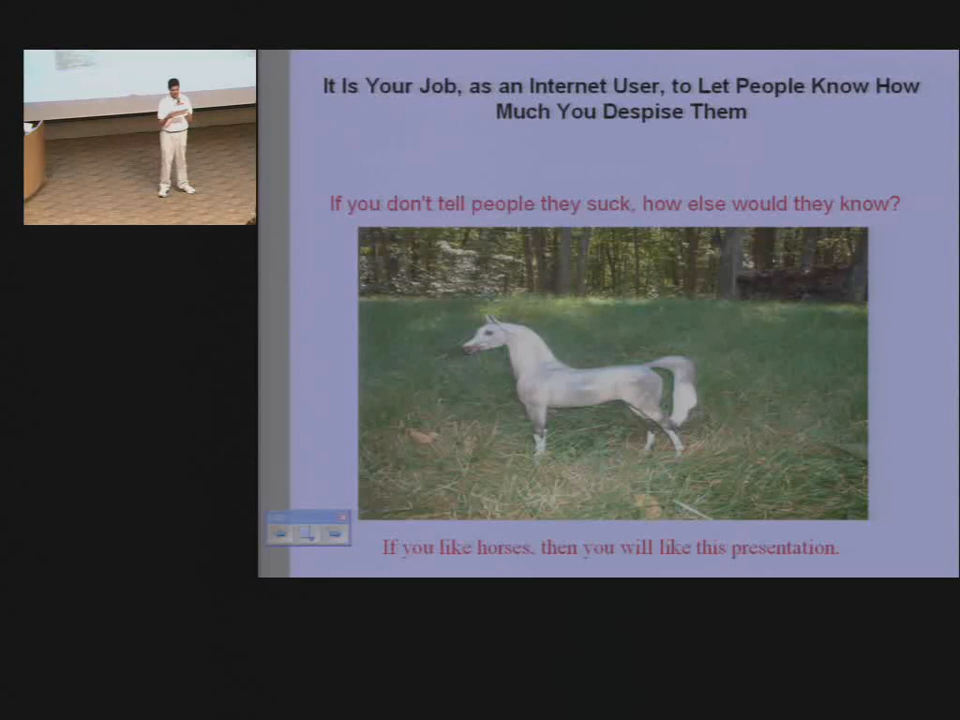 It Is Your Job, as an Internet User, to Let People Know How
Much You Despise Them
If you don't tell people they suck, how else would they know?
If you like horses, then you will like this presentation.